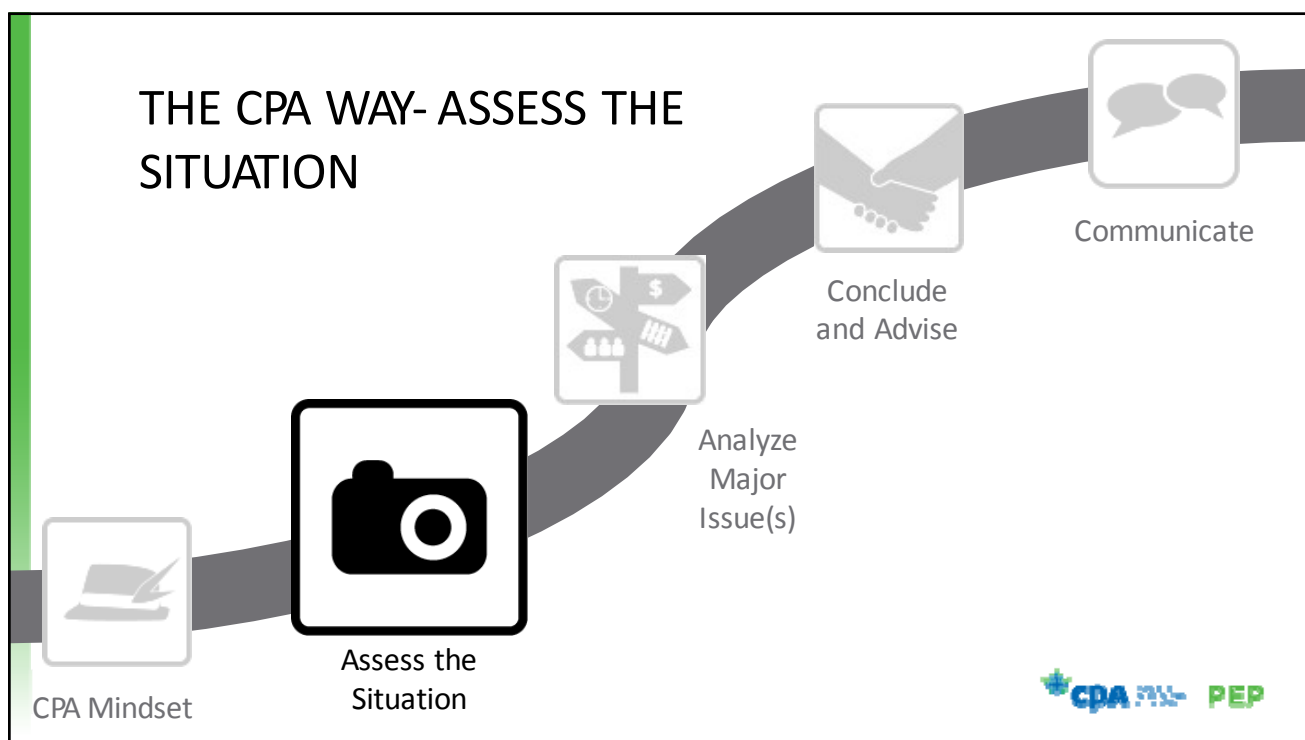 THE CPA WAY- ASSESS THE
SITUATION
Communicate
Conclude
and Advise
$
Analyze
Major
Issue(s)
Assess the
Situation
CPA Mindset
CPA
PEP